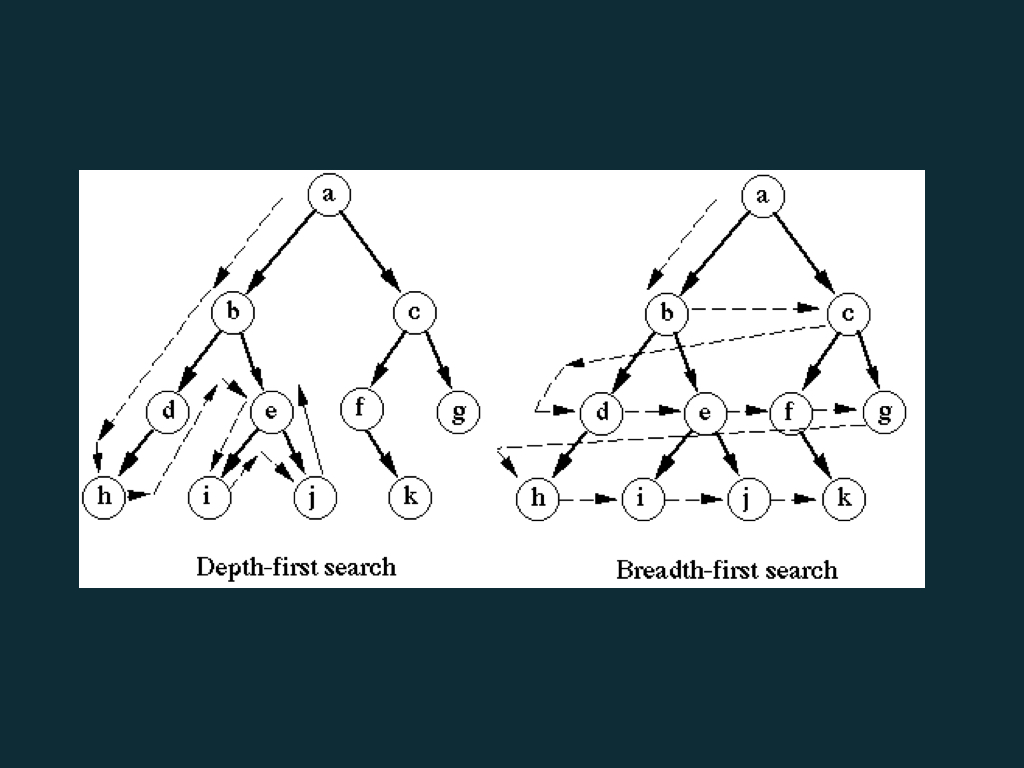 a
b c
d e f g
h i j k
Depth-first search
a
b c
d e f g
h i j k
Breadth-first search